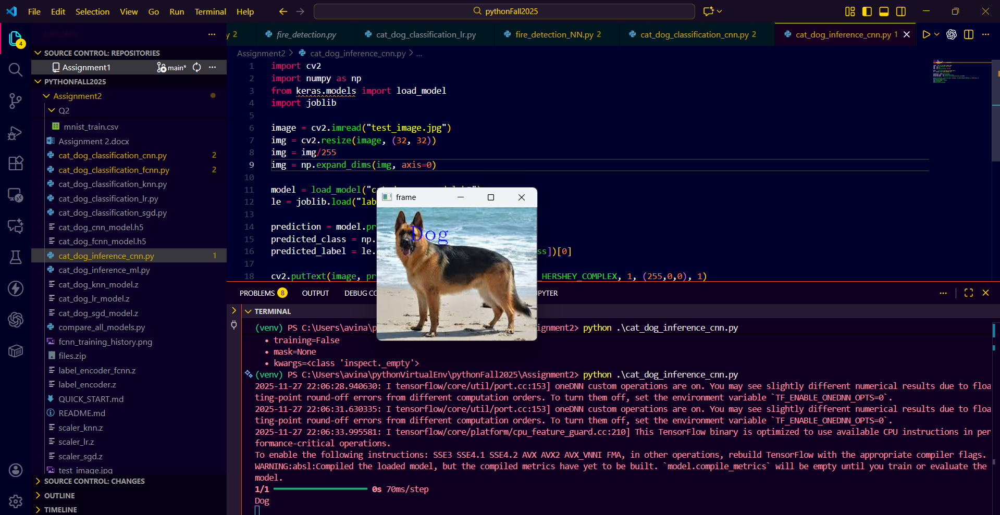 File Edit Selection View Go Run Terminal Help
pythonFall2025
EXPLORER
SOURCE CONTROL: REPOSITORIES
Assignment1 main*
PYTHONFALL2025
Assignment2
Q2
mnist_train.csv
Assignment 2.docx
cat_dog_classification_cnn.py 2
cat_dog_classification_fcnn.py 2
cat_dog_classification_knn.py
cat_dog_classification_lr.py
cat_dog_classification_sgd.py
cat_dog_cnn_model.h5
cat_dog_fcnn_model.h5
cat_dog_inference_cnn.py 1
cat_dog_inference_ml.py
cat_dog_knn_model.z
cat_dog_lr_model.z
cat_dog_sgd_model.z
compare_all_models.py
fcnn_training_history.png
files.zip
label_encoder_fcnn.z
label_encoder.z
QUICK_START.md
README.md
scaler_knn.z
scaler_lr.z
scaler_sgd.z
test_image.jpg
SOURCE CONTROL: CHANGES
OUTLINE
TIMELINE
4
y 2 fire_detection.py cat_dog_classification_lr.py fire_detection_NN.py 2 cat_dog_classification_cnn.py 2 cat_dog_inference_cnn.py 1
Assignment2 > cat_dog_inference_cnn.py > ...
1 import cv2
2 import numpy as np
3 from keras.models import load_model
4 import joblib
5
6 image = cv2.imread("test_image.jpg")
7 img = cv2.resize(image, (32, 32))
8 img = img/255
9 img = np.expand_dims(img, axis=0)
10
11 model = load_model("c
12 le = joblib.load("lab
13
14 prediction = model.pr
15 predicted_class = np.
16 predicted_label = le. ss])[0]
17
18 cv2.putText(image, pr _HERSHEY_COMPLEX, 1, (255,0,0), 1)
frame
Dog
PROBLEMS 8 OUTPUT DEBUG CO PYTER
TERMINAL
(venv) PS C:\Users\avina\p ignment2> python .\cat_dog_inference_cnn.py
• training=False
• mask=None
• kwargs=<class 'inspect._empty'>
(venv) PS C:\Users\avina\pythonVirtualEnv\pythonFall2025\Assignment2> python .\cat_dog_inference_cnn.py
2025-11-27 22:06:28.940630: I tensorflow/core/util/port.cc:153] oneDNN custom operations are on. You may see slightly different numerical results due to floa
ting-point round-off errors from different computation orders. To turn them off, set the environment variable `TF_ENABLE_ONEDNN_OPTS=0`.
2025-11-27 22:06:31.630335: I tensorflow/core/util/port.cc:153] oneDNN custom operations are on. You may see slightly different numerical results due to floa
ting-point round-off errors from different computation orders. To turn them off, set the environment variable `TF_ENABLE_ONEDNN_OPTS=0`.
2025-11-27 22:06:33.995581: I tensorflow/core/platform/cpu_feature_guard.cc:210] This TensorFlow binary is optimized to use available CPU instructions in per
formance-critical operations.
To enable the following instructions: SSE3 SSE4.1 SSE4.2 AVX AVX2 AVX_VNNI FMA, in other operations, rebuild TensorFlow with the appropriate compiler flags.
WARNING:absl:Compiled the loaded model, but the compiled metrics have yet to be built. `model.compile_metrics` will be empty until you train or evaluate the
model.
1/1 0s 70ms/step
Dog